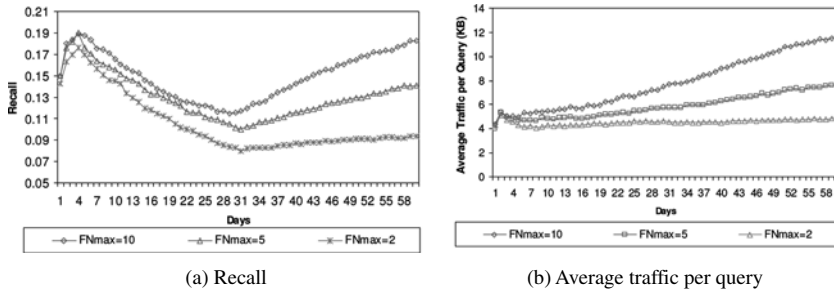 0.21
0.19
0.17
0.15
0.13
0.11
0.09
0.07
0.05
Recall
1 4 7 10 13 16 19 22 25 28 31 34 37 40 43 46 49 52 55 58
Days
FNmax=10 FNmax=5 FNmax=2
(a) Recall
14
12
10
8
6
4
2
0
Average Traffic per Query (KB)
1 4 7 10 13 16 19 22 25 28 31 34 37 40 43 46 49 52 55 58
Days
FNmax=10 FNmax=5 FNmax=2
(b) Average traffic per query